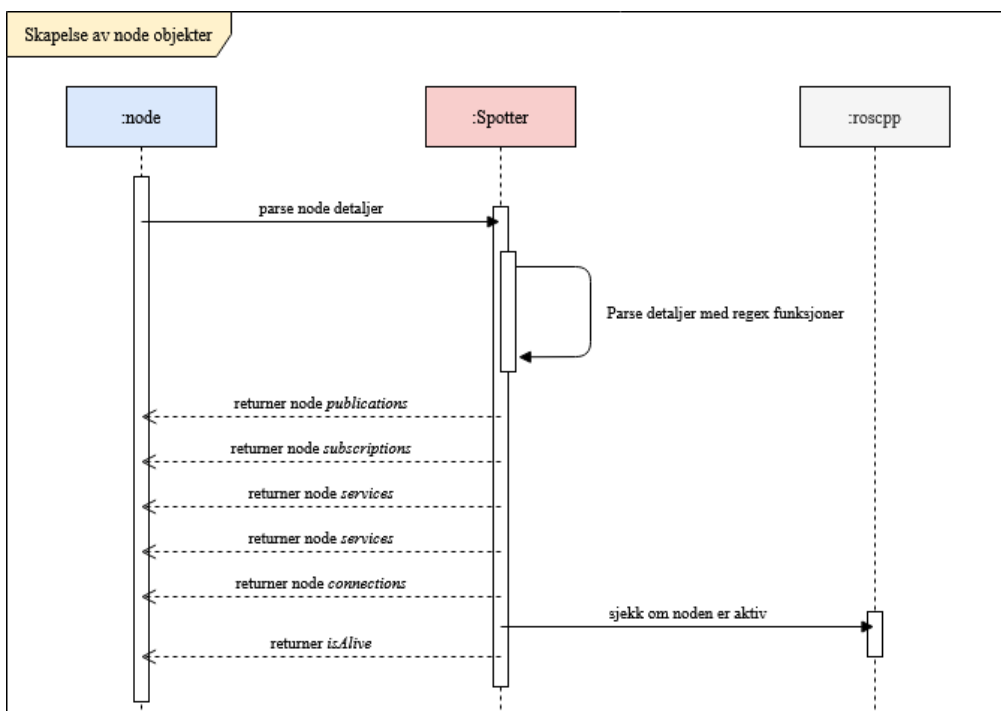 Skapelse av node objekter
:node
:Spotter
:roscpp
parse node detaljer
Parse detaljer med regex funksjoner
returner node publications
returner node subscriptions
returner node services
returner node services
returner node connections
sjekk om noden er aktiv
returner isAlive